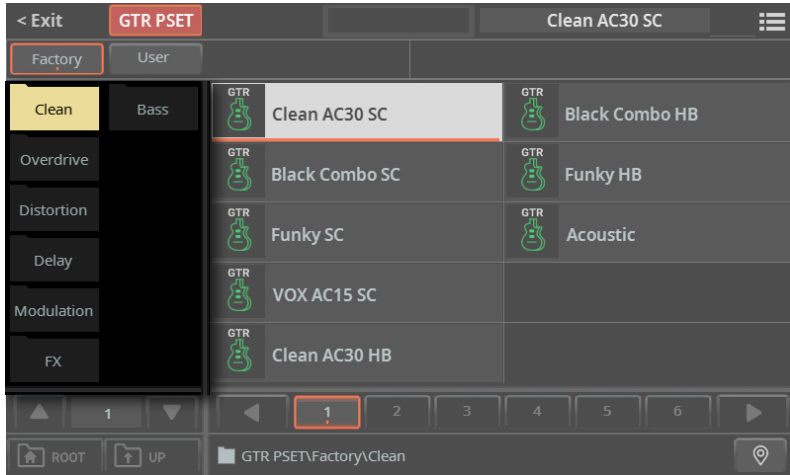 < Exit GTR PSET Clean AC30 SC
Factory User
Clean Bass
Overdrive
Distortion
Delay
Modulation
FX
GTR Clean AC30 SC GTR Black Combo HB
GTR Black Combo SC GTR Funky HB
GTR Funky SC GTR Acoustic
GTR VOX AC15 SC
GTR Clean AC30 HB
1 1 2 3 4 5 6
ROOT UP GTR PSET\Factory\Clean